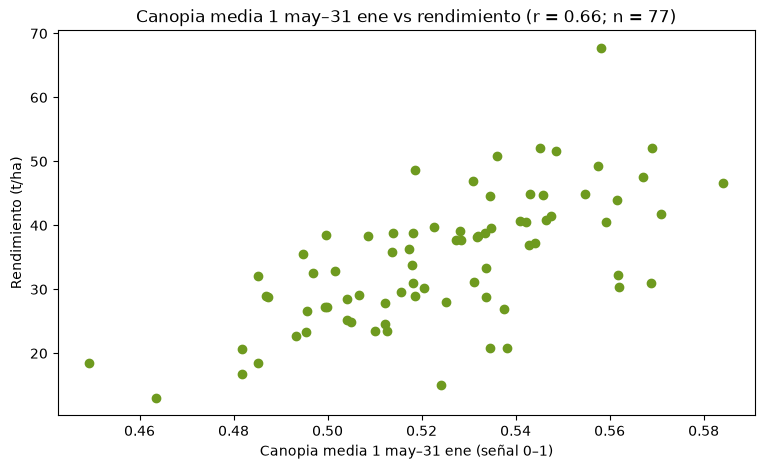 Canopia media 1 may–31 ene vs rendimiento (r = 0.66; n = 77)
Rendimiento (t/ha)
70
60
50
40
30
20
0.46 0.48 0.50 0.52 0.54 0.56 0.58
Canopia media 1 may–31 ene (señal 0–1)